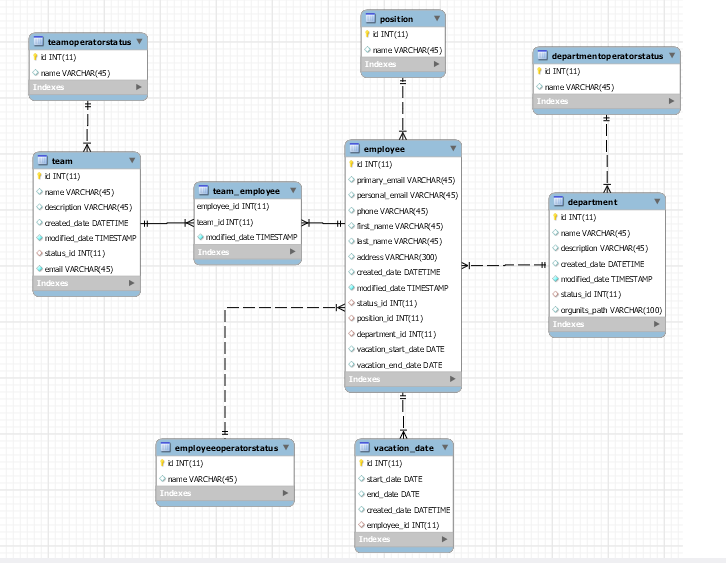 position
id INT(11)
name VARCHAR(45)
Indexes
teamoperatorstatus
id INT(11)
name VARCHAR(45)
Indexes
departmentoperatorstatus
id INT(11)
name VARCHAR(45)
Indexes
team
id INT(11)
name VARCHAR(45)
description VARCHAR(45)
created_date DATETIME
modified_date TIMESTAMP
status_id INT(11)
email VARCHAR(45)
Indexes
team_employee
employee_id INT(11)
team_id INT(11)
modified_date TIMESTAMP
Indexes
employee
id INT(11)
primary_email VARCHAR(45)
personal_email VARCHAR(45)
phone VARCHAR(45)
first_name VARCHAR(45)
last_name VARCHAR(45)
address VARCHAR(300)
created_date DATETIME
modified_date TIMESTAMP
status_id INT(11)
position_id INT(11)
department_id INT(11)
vacation_start_date DATE
vacation_end_date DATE
Indexes
department
id INT(11)
name VARCHAR(45)
description VARCHAR(45)
created_date DATETIME
modified_date TIMESTAMP
status_id INT(11)
orgunits_path VARCHAR(100)
Indexes
employeeoperatorstatus
id INT(11)
name VARCHAR(45)
Indexes
vacation_date
id INT(11)
start_date DATE
end_date DATE
created_date DATETIME
employee_id INT(11)
Indexes